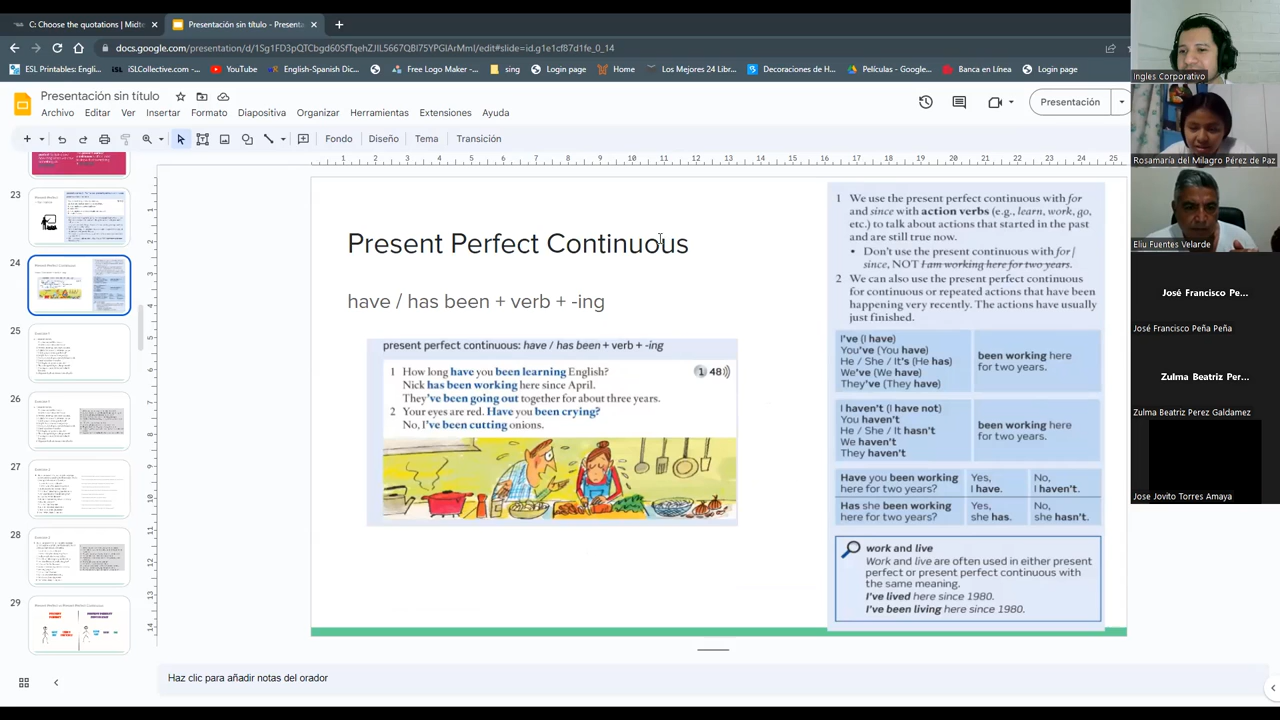 C: Choose the quotations | Midt
Presentación sin título - Presenta
docs.google.com/presentation/d/1Sg1FD3pQTCbgd60SfTqehZJIL5667QBI75YPGIArMmI/edit#slide=id.g1e1cf87d1fe_0_14
ESL Printables: Engli...
iSLCollective.com -...
YouTube
English-Spanish Dic...
Free Logo Maker -...
sing
Login page
Home
Los Mejores 24 Libr...
Decoraciones de H...
Películas - Google...
Banca en Línea
Login page
Presentación sin título
Archivo Editar Ver Insertar Formato Diapositiva Organizar Herramientas Extensiones Ayuda
Presentación
Fondo Diseño Tema Transición
23
24
25
26
27
28
29
Present Perfect Continuous
have / has been + verb + -ing
present perfect continuous: have / has been + verb + -ing
1 How long have you been learning English?
1 48
Nick has been working here since April.
They've been going out together for about three years.
2 Your eyes are red. Have you been crying?
No, I've been cutting onions.
1 We use the present perfect continuous with for
and since with action verbs (e.g., learn, work, go,
etc.) to talk about actions that started in the past
and are still true now.
• Don't use the present continuous with for /
since, NOT I am working here for two years.
2 We can also use the present perfect continuous
for continuous or repeated actions that have been
happening very recently. The actions have usually
just finished.
I've (I have)
You've (You have)
He / She / It's (He has)
We've (We have)
They've (They have)
been working here
for two years.
I haven't (I have not)
You haven't
He / She / It hasn't
We haven't
They haven't
been working here
for two years.
Have you been working
here for two years?
Yes,
I have.
No,
I haven't.
Has she been working
here for two years?
Yes,
she has.
No,
she hasn't.
work and live
Work and live are often used in either present
perfect or present perfect continuous with
the same meaning.
I've lived here since 1980.
I've been living here since 1980.
Haz clic para añadir notas del orador
Ingles Corporativo
Rosamaría del Milagro Pérez de Paz
Eliu Fuentes Velarde
José Francisco Pe...
José Francisco Peña Peña
Zulma Beatriz Per...
Zulma Beatriz Perez Galdamez
Jose Jovito Torres Amaya